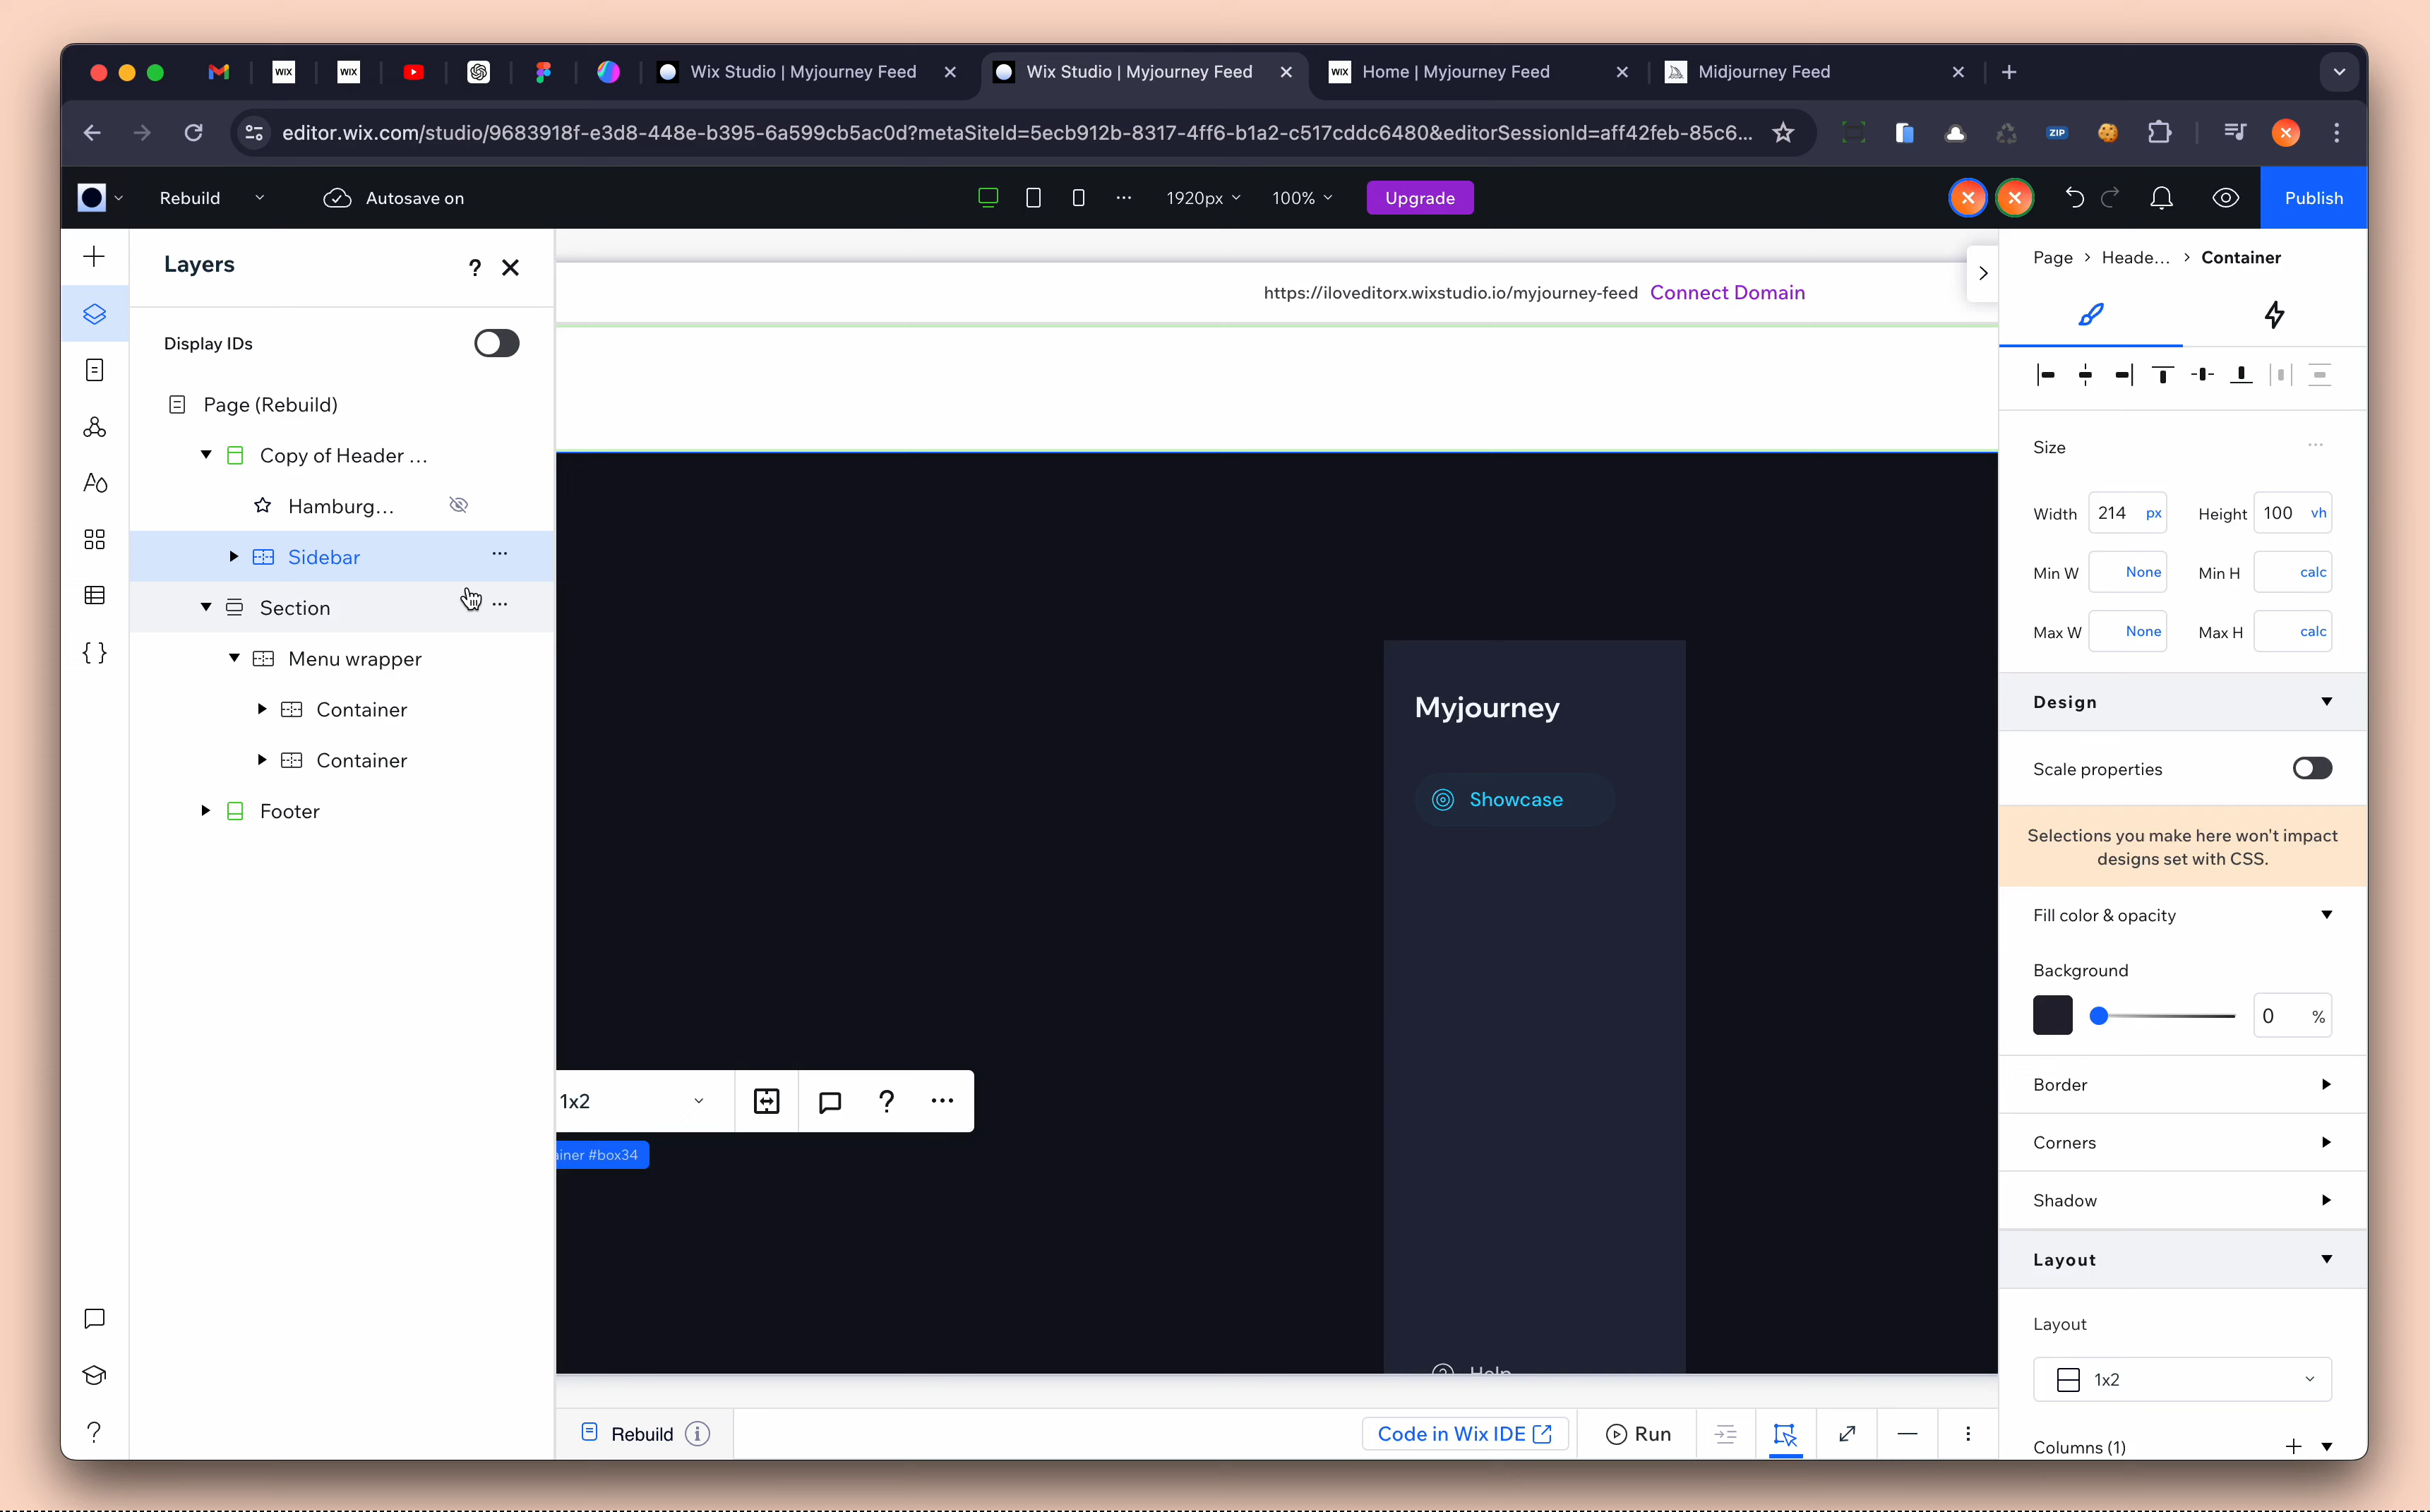 Wix Studio | Myjourney Feed
Wix Studio | Myjourney Feed
WIX Home | Myjourney Feed
Midjourney Feed
editor.wix.com/studio/9683918f-e3d8-448e-b395-6a599cb5ac0d?metaSiteId=5ecb912b-8317-4ff6-b1a2-c517cddc6480&editorSessionId=aff42feb-85c6...
ZIP
Rebuild
Autosave on
1920px
100%
Upgrade
Publish
Layers
?
Display IDs
Page (Rebuild)
Copy of Header ...
Hamburg...
Sidebar
Section
Menu wrapper
Container
Container
Footer
https://iloveditorx.wixstudio.io/myjourney-feed Connect Domain
Myjourney
Showcase
1x2
?
ainer #box34
Help
Rebuild
Code in Wix IDE
Run
Page > Heade... > Container
Size
Width 214 px Height 100 vh
Min W None Min H calc
Max W None Max H calc
Design
Scale properties
Selections you make here won't impact
designs set with CSS.
Fill color & opacity
Background
0 %
Border
Corners
Shadow
Layout
Layout
1x2
Columns (1)